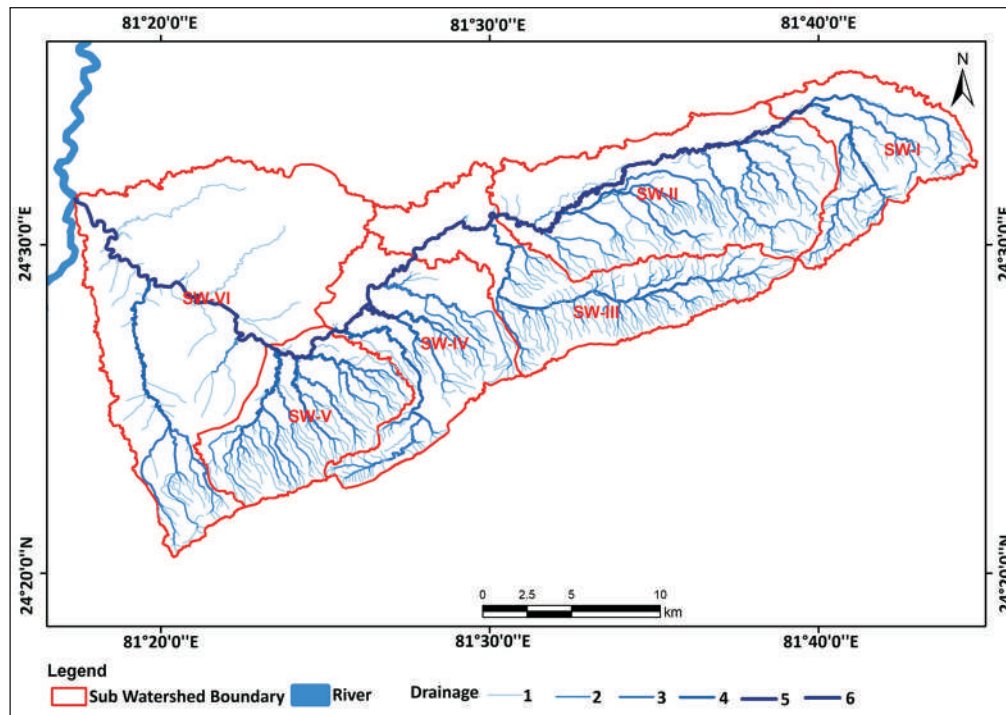 81°20'0''E 81°30'0''E 81°40'0''E
N
SW-I
SW-II
24°30'0''E 24°30'0''E
SW-VI
SW-III
SW-IV
SW-V
24°20'0''N 24°20'0''N
0 2.5 5 10
km
81°20'0''E 81°30'0''E 81°40'0''E
Legend
Sub Watershed Boundary River Drainage 1 2 3 4 5 6